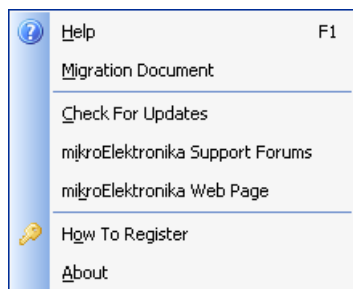 Help F1
Migration Document
Check For Updates
mikroElektronika Support Forums
mikroElektronika Web Page
How To Register
About